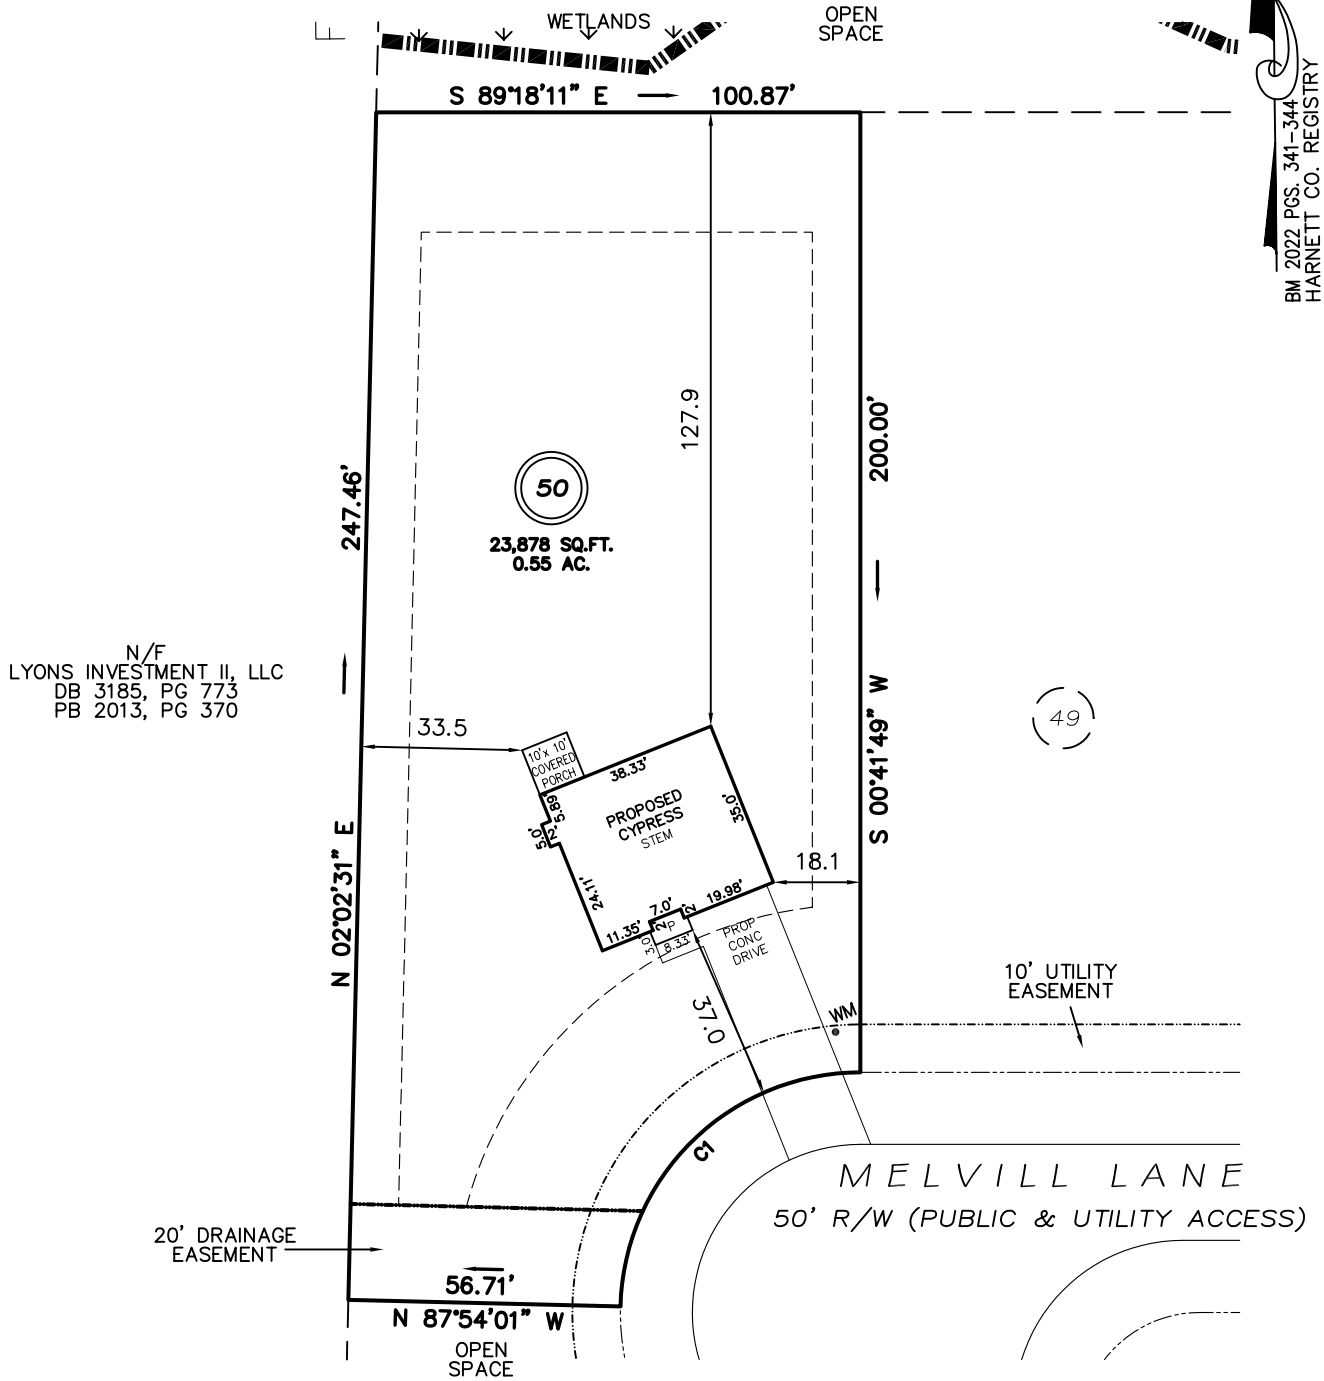 WETLANDS
OPEN
SPACE
S 89°18'11" E
100.87'
BM 2022 PGS. 341-344
HARNETT CO. REGISTRY
127.9
200.00'
247.46'
50
23,878 SQ.FT.
0.55 AC.
N/F
LYONS INVESTMENT II, LLC
DB 3185, PG 773
PB 2013, PG 370
S 00°41'49" W
49
33.5
10'x 10'
COVERED
PORCH
38.33'
5.89'
PROPOSED
CYPRESS
STEM
35.0'
5.0'
2'
18.1
N 02°02'31" E
24.11'
7.0'
2'
19.98'
11.35'
2'
P
3.0'
8.33'
PROP
CONC
DRIVE
37.0
WM
10' UTILITY
EASEMENT
C1
MELVILL LANE
50' R/W (PUBLIC & UTILITY ACCESS)
20' DRAINAGE
EASEMENT
56.71'
N 87°54'01" W
OPEN
SPACE